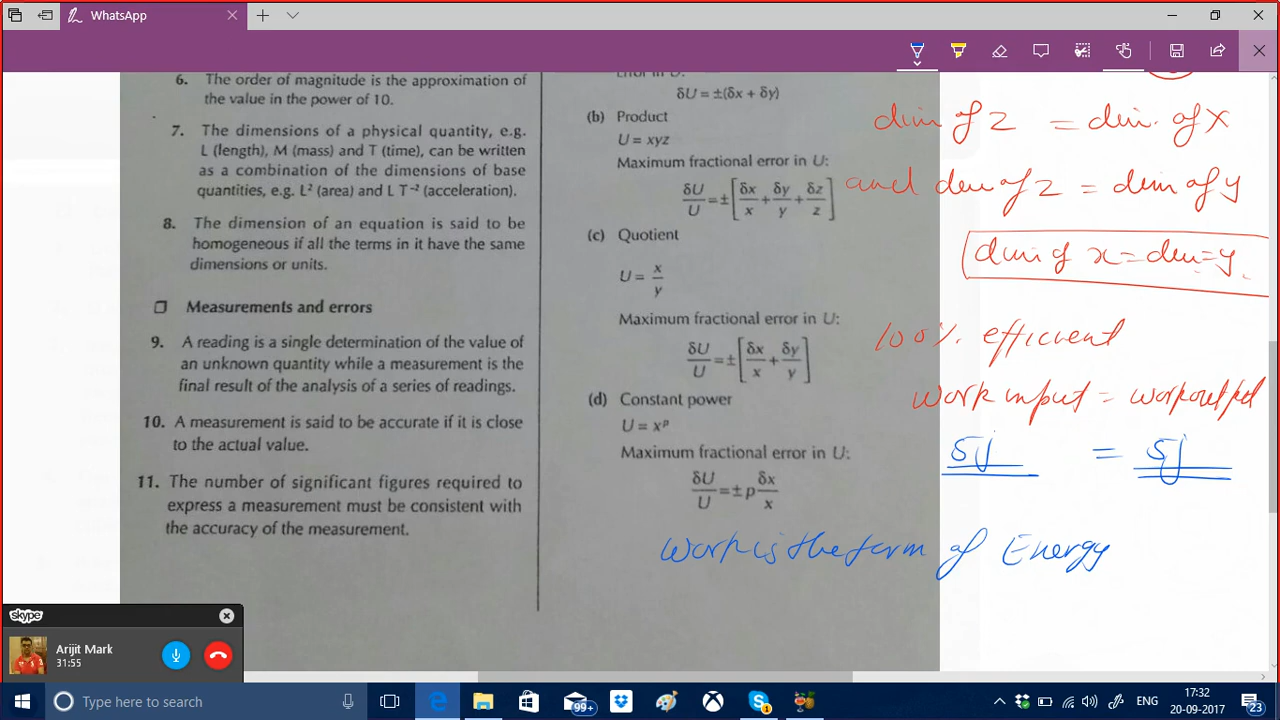 WhatsApp
6. The order of magnitude is the approximation of
the value in the power of 10.
7. The dimensions of a physical quantity, e.g.
L (length), M (mass) and T (time), can be written
as a combination of the dimensions of base
quantities, e.g. L² (area) and L T⁻² (acceleration).
8. The dimension of an equation is said to be
homogeneous if all the terms in it have the same
dimensions or units.
❒ Measurements and errors
9. A reading is a single determination of the value of
an unknown quantity while a measurement is the
final result of the analysis of a series of readings.
10. A measurement is said to be accurate if it is close
to the actual value.
11. The number of significant figures required to
express a measurement must be consistent with
the accuracy of the measurement.
Error in U:
δU = ±(δx + δy)
(b) Product
U = xyz
Maximum fractional error in U:
δU/U = ±[δx/x + δy/y + δz/z]
(c) Quotient
U = x/y
Maximum fractional error in U:
δU/U = ±[δx/x + δy/y]
(d) Constant power
U = xᵖ
Maximum fractional error in U:
δU/U = ±p δx/x
dim of z = dim. of x
and dim of z = dim of y
dim of x = dim = y
100% efficient
work input = work output
5j = 5j
Work is the form of Energy
skype
Arijit Mark
31:55
Type here to search
99+
1
ENG
17:32
20-09-2017
23